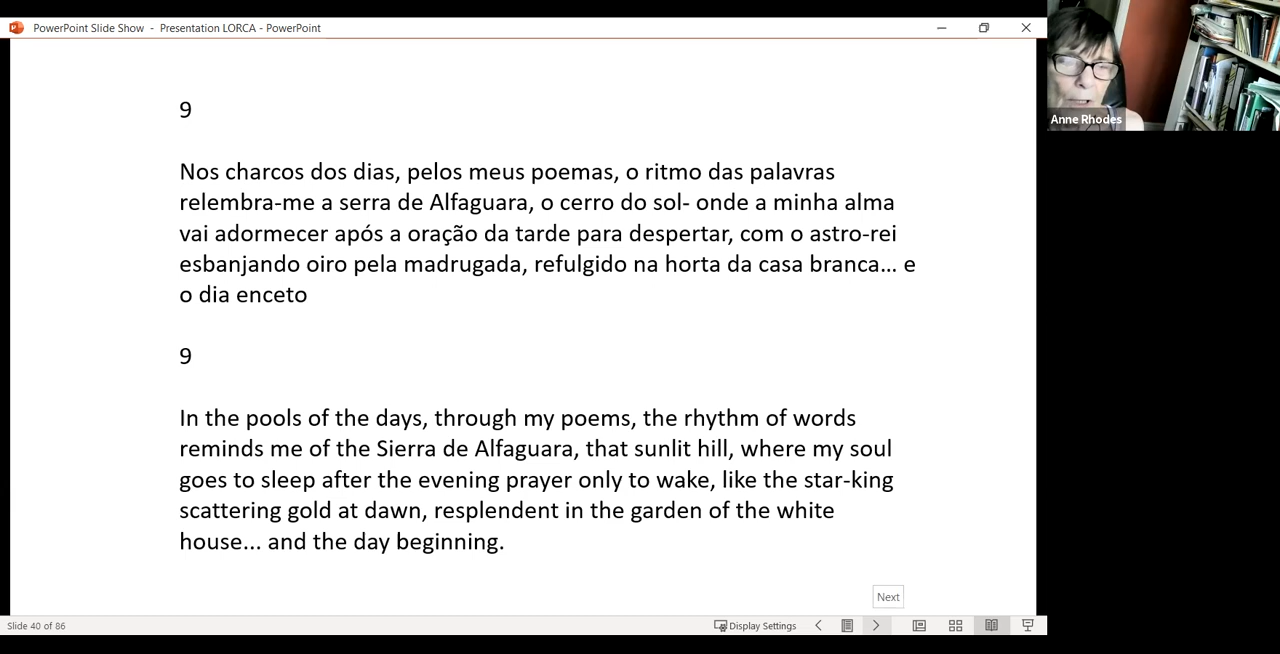 PowerPoint Slide Show - Presentation LORCA - PowerPoint
Anne Rhodes
9
Nos charcos dos dias, pelos meus poemas, o ritmo das palavras
relembra-me a serra de Alfaguara, o cerro do sol- onde a minha alma
vai adormecer após a oração da tarde para despertar, com o astro-rei
esbanjando oiro pela madrugada, refulgido na horta da casa branca... e
o dia enceto
9
In the pools of the days, through my poems, the rhythm of words
reminds me of the Sierra de Alfaguara, that sunlit hill, where my soul
goes to sleep after the evening prayer only to wake, like the star-king
scattering gold at dawn, resplendent in the garden of the white
house... and the day beginning.
Next
Slide 40 of 86
Display Settings